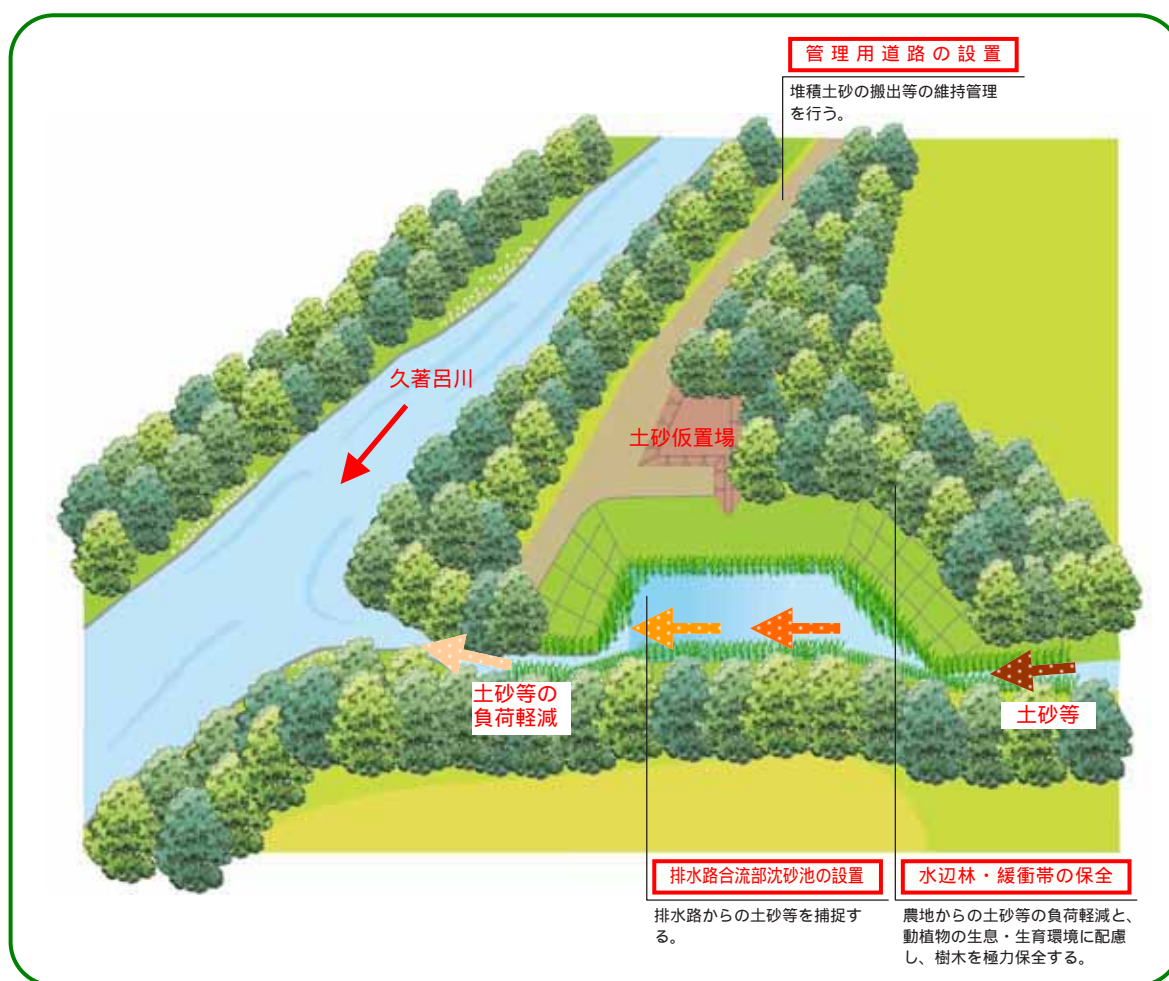 管理用道路の設置
堆積土砂の搬出等の維持管理
を行う。
久著呂川
土砂仮置場
土砂等の
負荷軽減
土砂等
排水路合流部沈砂池の設置
排水路からの土砂等を捕捉す
る。
水辺林・緩衝帯の保全
農地からの土砂等の負荷軽減と、
動植物の生息・生育環境に配慮
し、樹木を極力保全する。